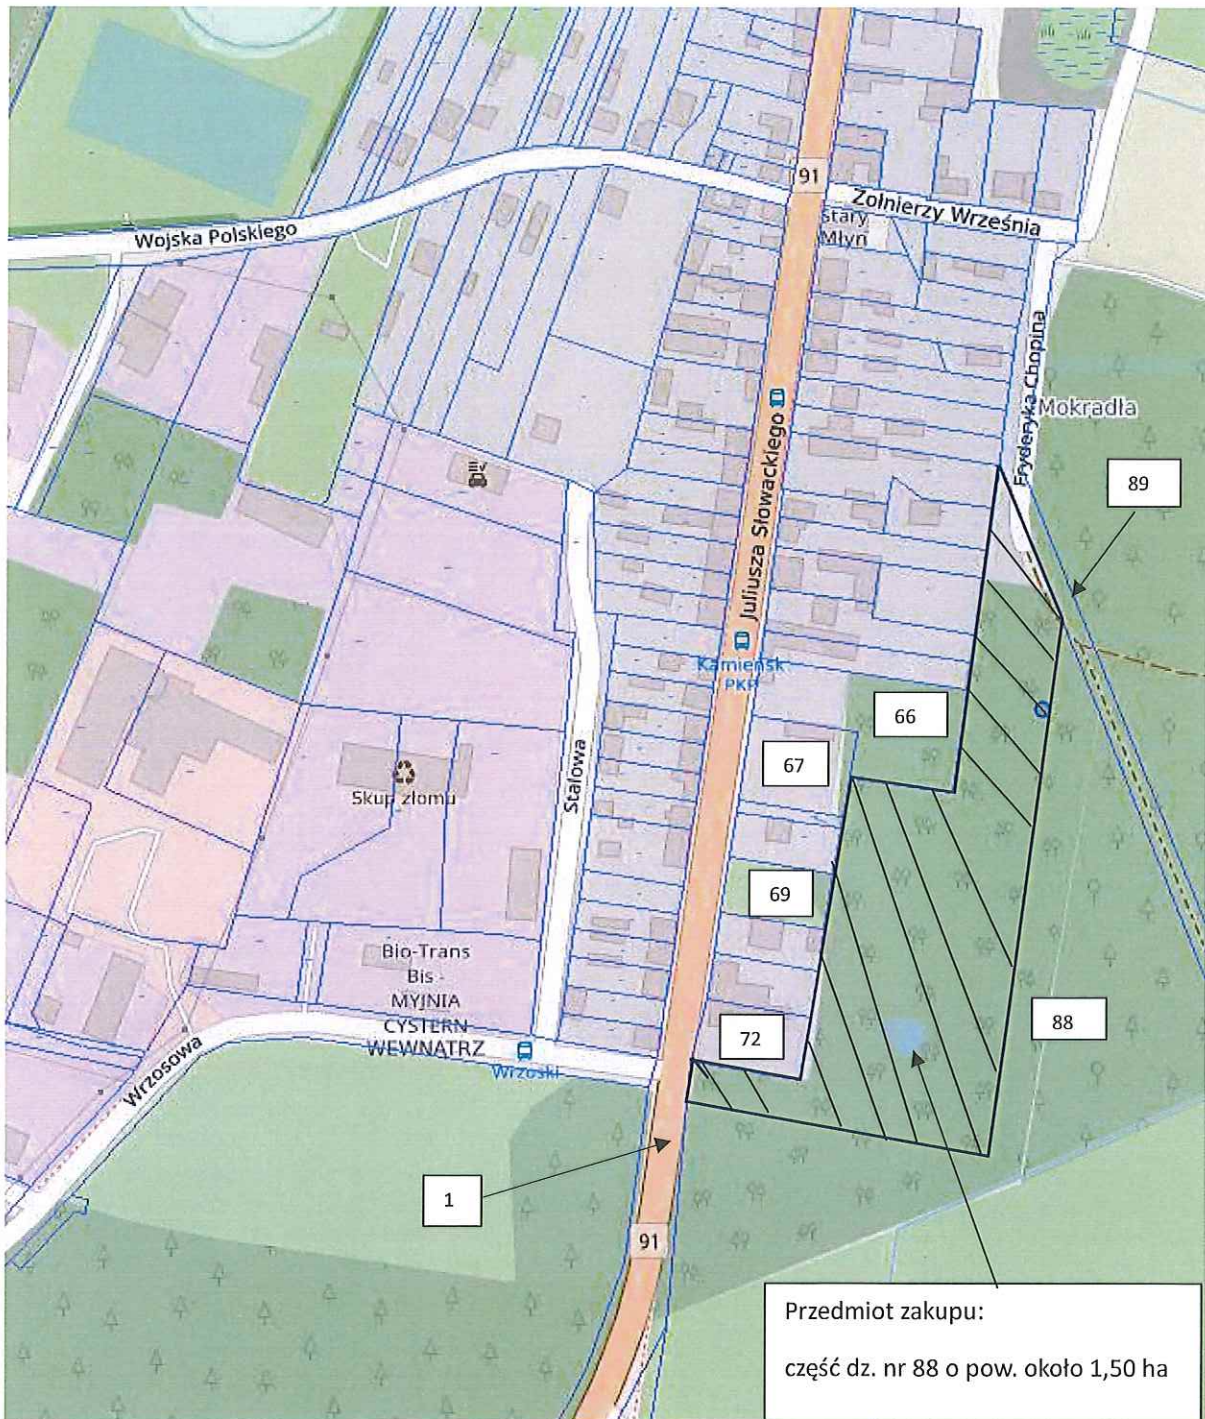 91
Żołnierzy Września
Stary
Młyn
Wojska Polskiego
Fryderyka Chopina
Mokradła
Juliusza Słowackiego
89
Kamieńsk
PKP
66
67
Stalowa
Skup złomu
69
Bio-Trans
Bis -
MYJNIA
CYSTERN
WEWNATRZ
72
88
Wrzoski
Wrzosowa
1
91
Przedmiot zakupu:
część dz. nr 88 o pow. około 1,50 ha